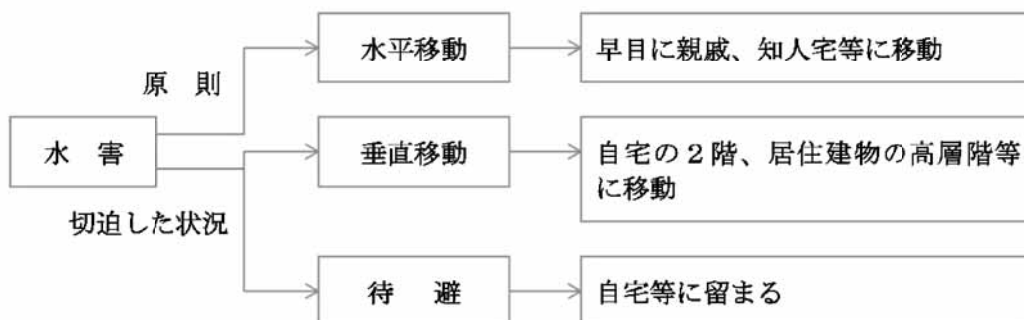 水平移動
早目に親戚、知人宅等に移動
原　則
水　害
垂直移動
自宅の２階、居住建物の高層階等
に移動
切迫した状況
待　避
自宅等に留まる